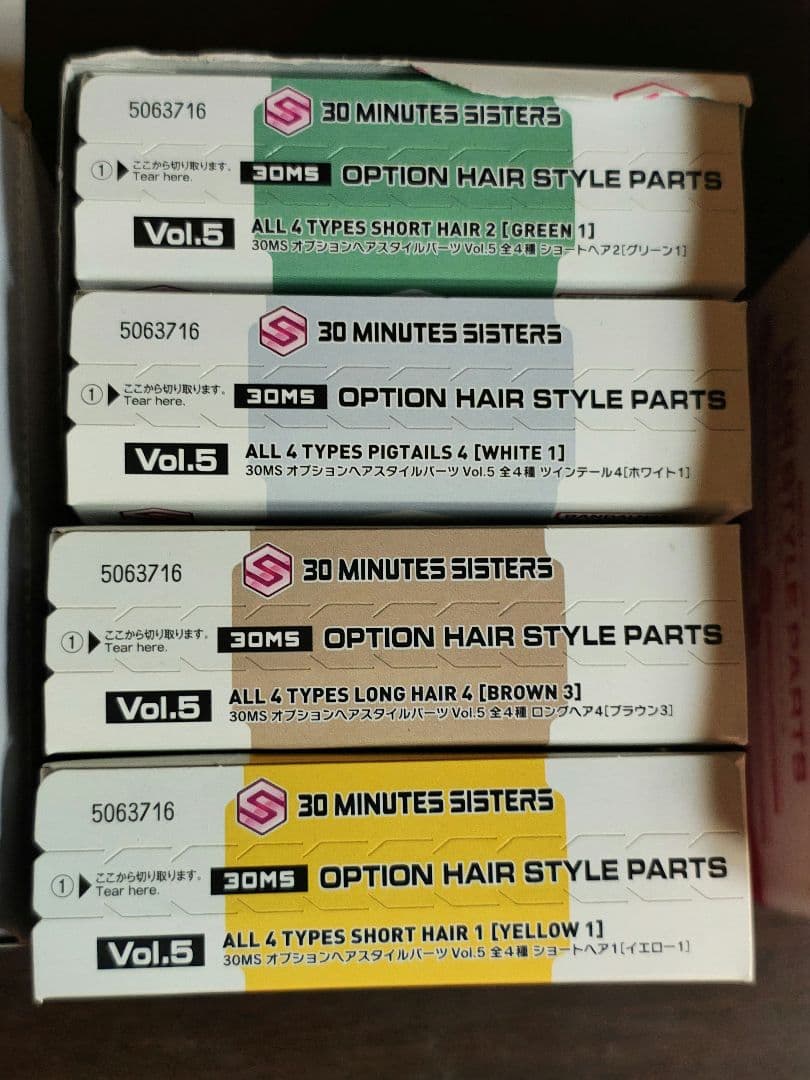 5063716
30 MINUTES SISTERS
① ここから切り取ります。
Tear here.
30MS OPTION HAIR STYLE PARTS
Vol.5 ALL 4 TYPES SHORT HAIR 2 [GREEN 1]
30MS オプションヘアスタイルパーツ Vol.5 全4種 ショートヘア2[グリーン1]
5063716
30 MINUTES SISTERS
① ここから切り取ります。
Tear here.
30MS OPTION HAIR STYLE PARTS
Vol.5 ALL 4 TYPES PIGTAILS 4 [WHITE 1]
30MS オプションヘアスタイルパーツ Vol.5 全4種 ツインテール4[ホワイト1]
5063716
30 MINUTES SISTERS
① ここから切り取ります。
Tear here.
30MS OPTION HAIR STYLE PARTS
Vol.5 ALL 4 TYPES LONG HAIR 4 [BROWN 3]
30MS オプションヘアスタイルパーツ Vol.5 全4種 ロングヘア4[ブラウン3]
5063716
30 MINUTES SISTERS
① ここから切り取ります。
Tear here.
30MS OPTION HAIR STYLE PARTS
Vol.5 ALL 4 TYPES SHORT HAIR 1 [YELLOW 1]
30MS オプションヘアスタイルパーツ Vol.5 全4種 ショートヘア1[イエロー1]